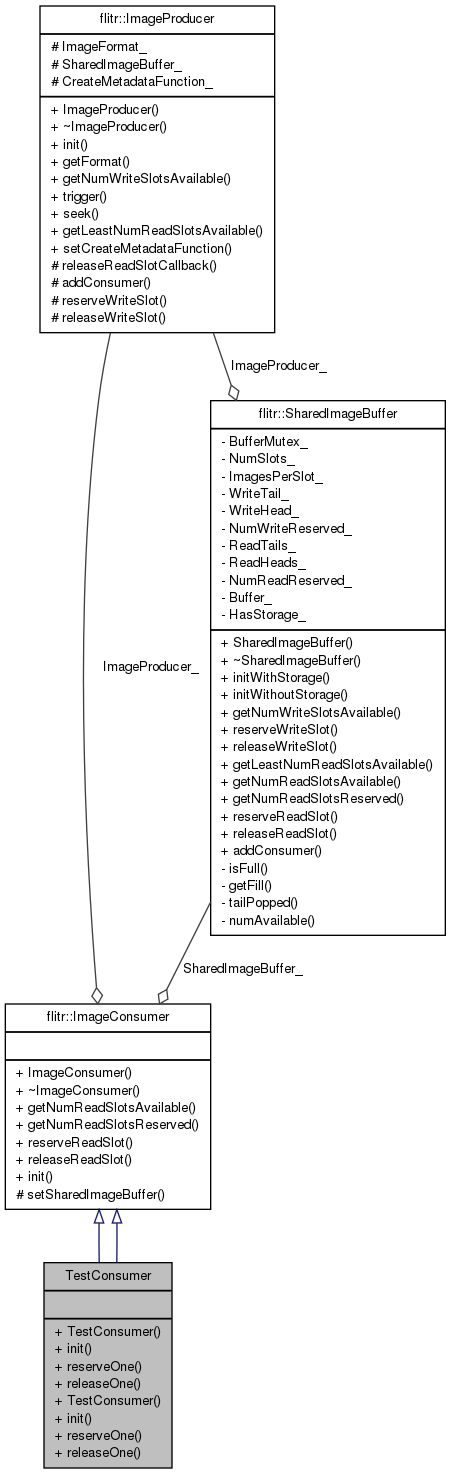 flitr::ImageProducer
# ImageFormat_
# SharedImageBuffer_
# CreateMetadataFunction_
+ ImageProducer()
+ ~ImageProducer()
+ init()
+ getFormat()
+ getNumWriteSlotsAvailable()
+ trigger()
+ seek()
+ getLeastNumReadSlotsAvailable()
+ setCreateMetadataFunction()
# releaseReadSlotCallback()
# addConsumer()
# reserveWriteSlot()
# releaseWriteSlot()
ImageProducer_
flitr::SharedImageBuffer
- BufferMutex_
- NumSlots_
- ImagesPerSlot_
- WriteTail_
- WriteHead_
- NumWriteReserved_
- ReadTails_
- ReadHeads_
- NumReadReserved_
- Buffer_
- HasStorage_
+ SharedImageBuffer()
+ ~SharedImageBuffer()
+ initWithStorage()
+ initWithoutStorage()
+ getNumWriteSlotsAvailable()
+ reserveWriteSlot()
+ releaseWriteSlot()
+ getLeastNumReadSlotsAvailable()
+ getNumReadSlotsAvailable()
+ getNumReadSlotsReserved()
+ reserveReadSlot()
+ releaseReadSlot()
+ addConsumer()
- isFull()
- getFill()
- tailPopped()
- numAvailable()
ImageProducer_
SharedImageBuffer_
flitr::ImageConsumer
+ ImageConsumer()
+ ~ImageConsumer()
+ getNumReadSlotsAvailable()
+ getNumReadSlotsReserved()
+ reserveReadSlot()
+ releaseReadSlot()
+ init()
# setSharedImageBuffer()
TestConsumer
+ TestConsumer()
+ init()
+ reserveOne()
+ releaseOne()
+ TestConsumer()
+ init()
+ reserveOne()
+ releaseOne()